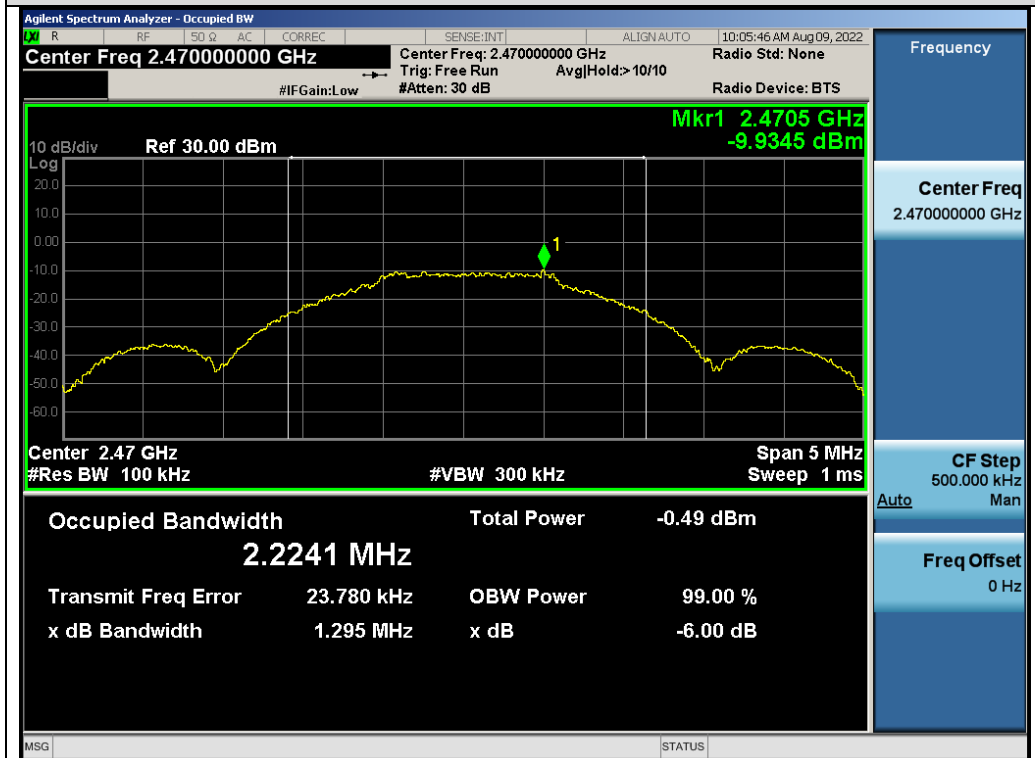 Agilent Spectrum Analyzer - Occupied BW
LXI R RF 50 Ω AC CORREC SENSE:INT ALIGN AUTO 10:05:46 AM Aug 09, 2022
Center Freq 2.470000000 GHz Center Freq: 2.470000000 GHz Radio Std: None Frequency
Trig: Free Run Avg|Hold:>10/10
#IFGain:Low #Atten: 30 dB Radio Device: BTS
Mkr1 2.4705 GHz
10 dB/div Ref 30.00 dBm -9.9345 dBm
Log
20.0
10.0
0.00
-10.0
-20.0
-30.0
-40.0
-50.0
-60.0
1
Center 2.47 GHz Span 5 MHz
#Res BW 100 kHz #VBW 300 kHz Sweep 1 ms
Center Freq
2.470000000 GHz
CF Step
500.000 kHz
Auto Man
Freq Offset
0 Hz
Occupied Bandwidth Total Power -0.49 dBm
2.2241 MHz
Transmit Freq Error 23.780 kHz OBW Power 99.00 %
x dB Bandwidth 1.295 MHz x dB -6.00 dB
MSG STATUS